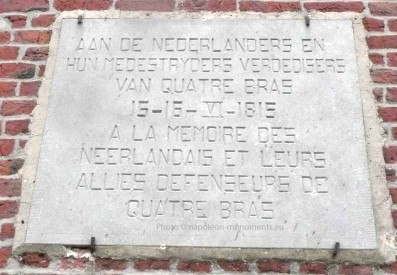 AAN DE NEDERLANDERS EN
HUN MEDESTRYDERS VERDEDIGERS
VAN QUATRE BRAS
15-16-VI-1815
A LA MEMOIRE DES
NEERLANDAIS ET LEURS
ALLIES DEFENSEURS DE
QUATRE BRAS
Photo ©napoleon-monuments.eu